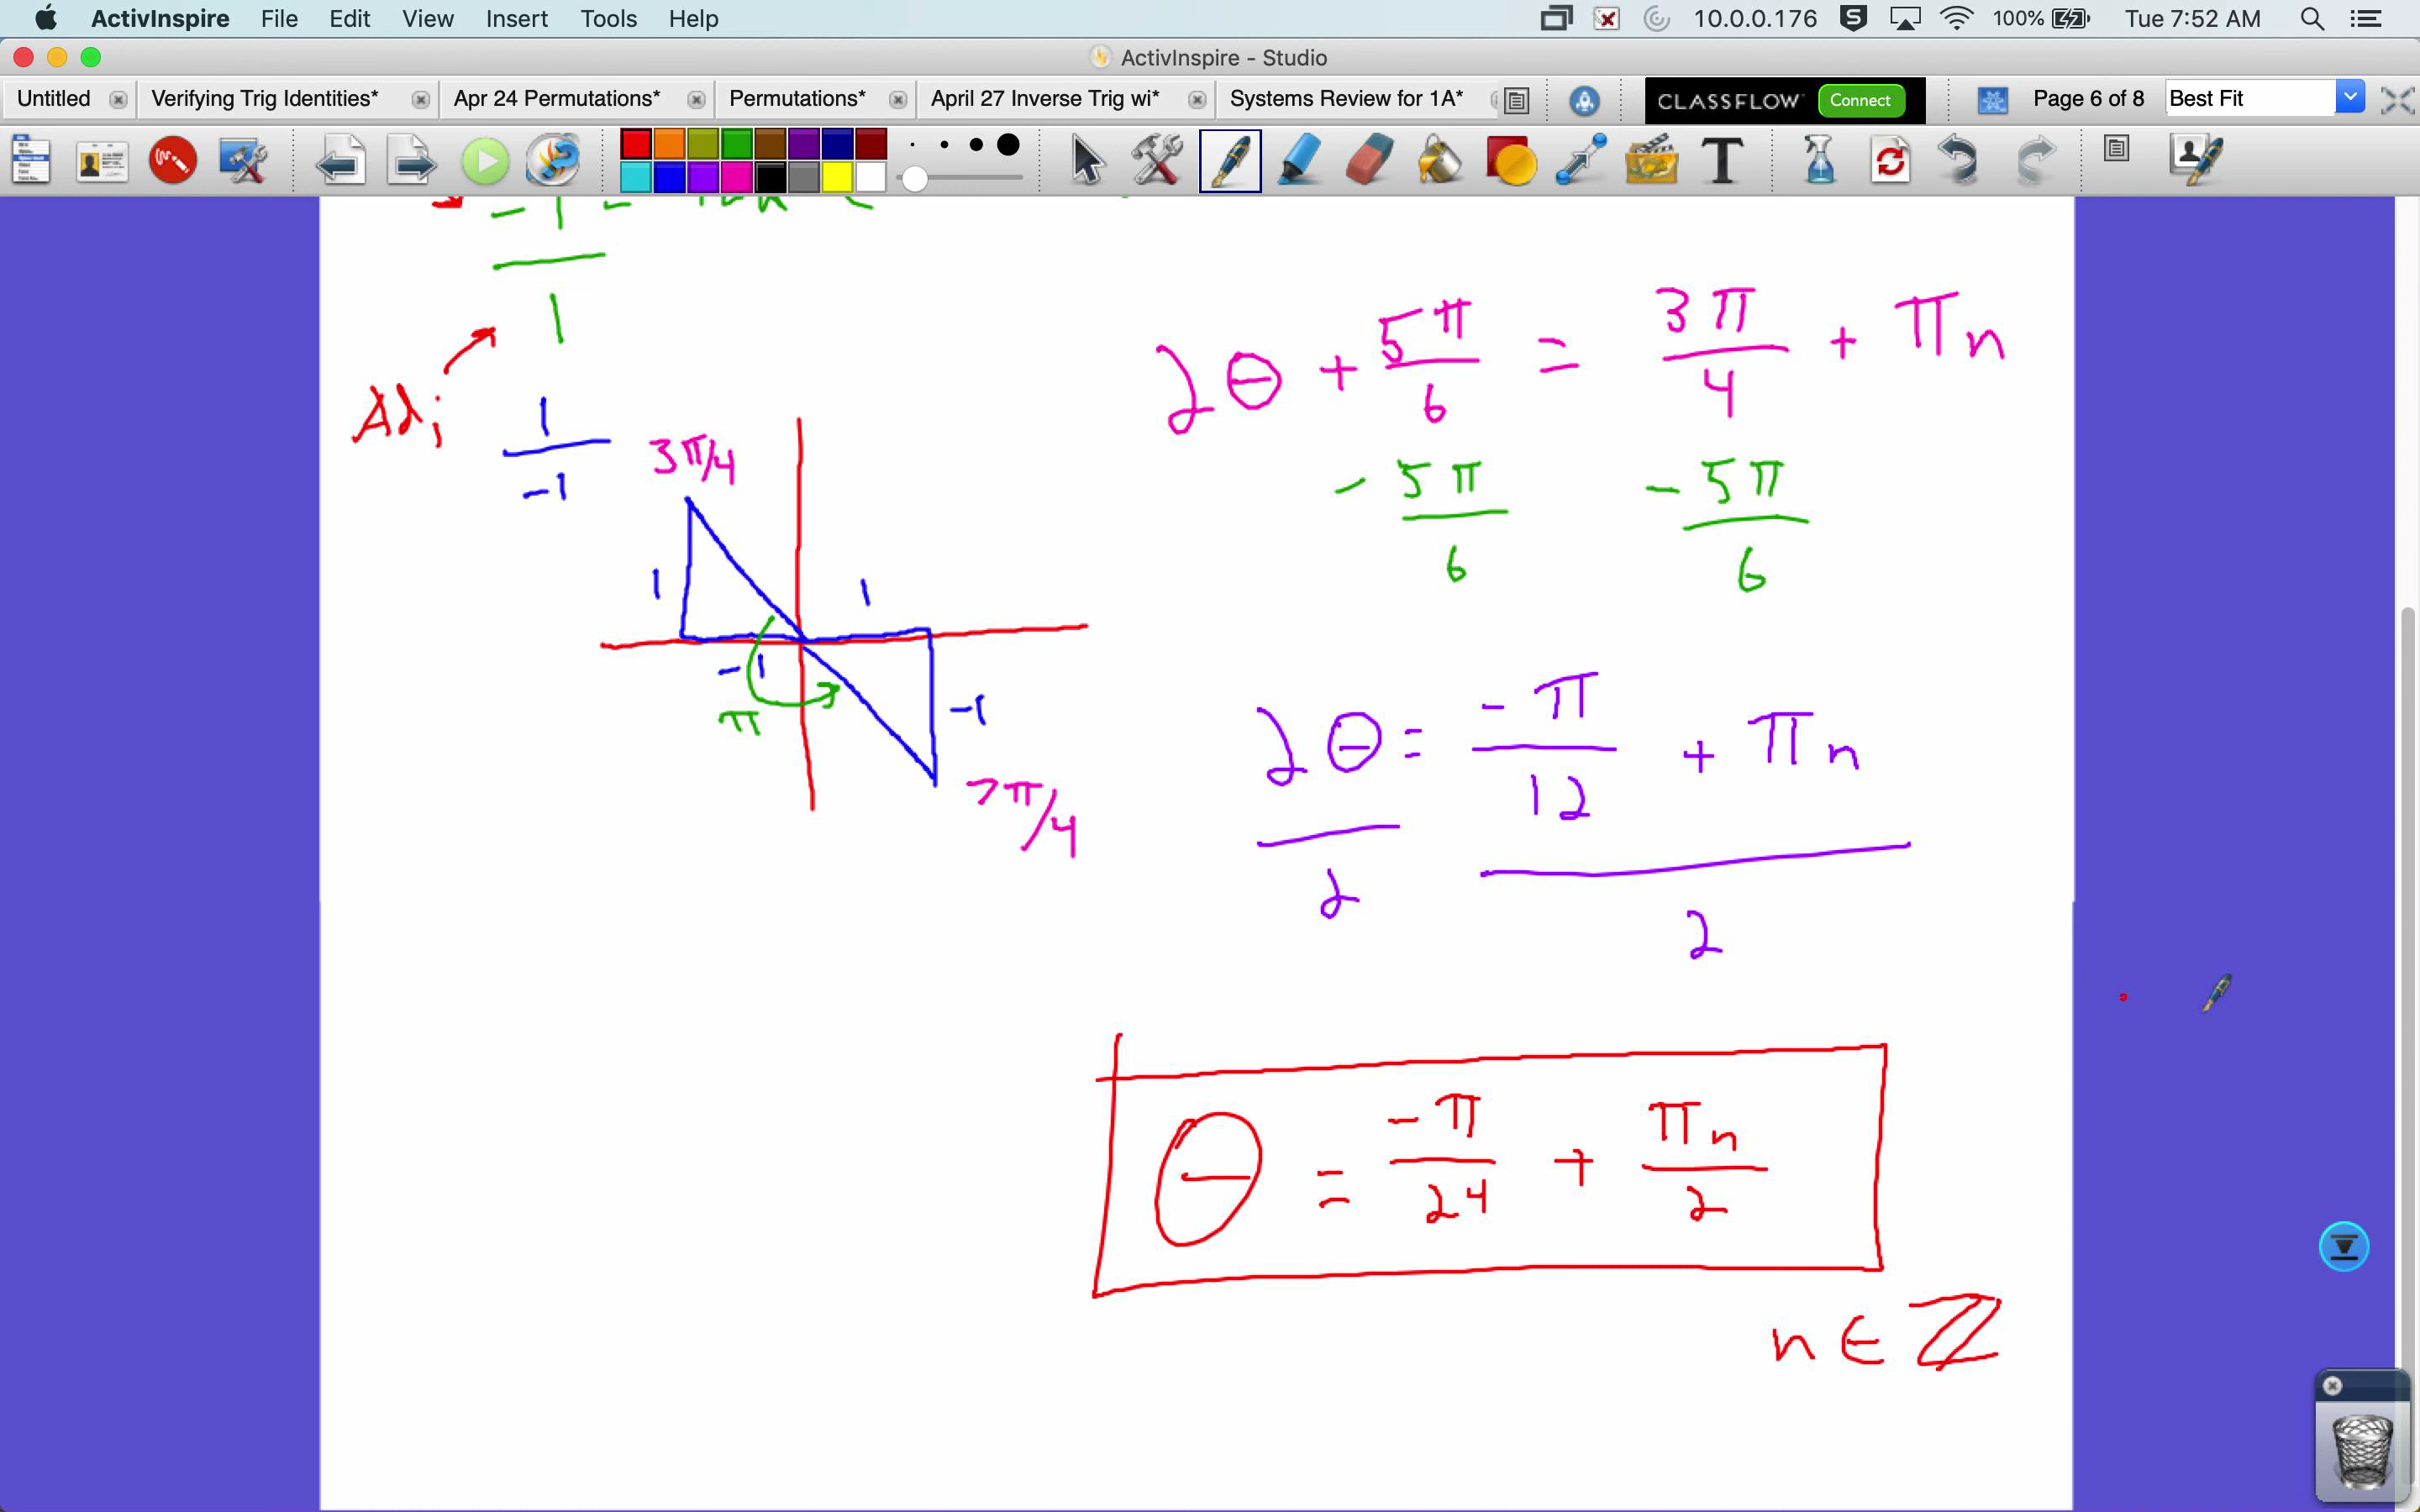 ActivInspire File Edit View Insert Tools Help 10.0.0.176 S 100% Tue 7:52 AM
ActivInspire - Studio
Untitled Verifying Trig Identities* Apr 24 Permutations* Permutations* April 27 Inverse Trig wi* Systems Review for 1A* CLASSFLOW Connect Page 6 of 8 Best Fit
T
-1 =
1
Adj
1
-1
3π/4
1
1
-1
π
-1
7π/4
2θ + 5π/6 = 3π/4 + πn
- 5π/6 - 5π/6
2θ = -π/12 + πn
2 2
θ = -π/24 + πn/2
n ∈ ℤ